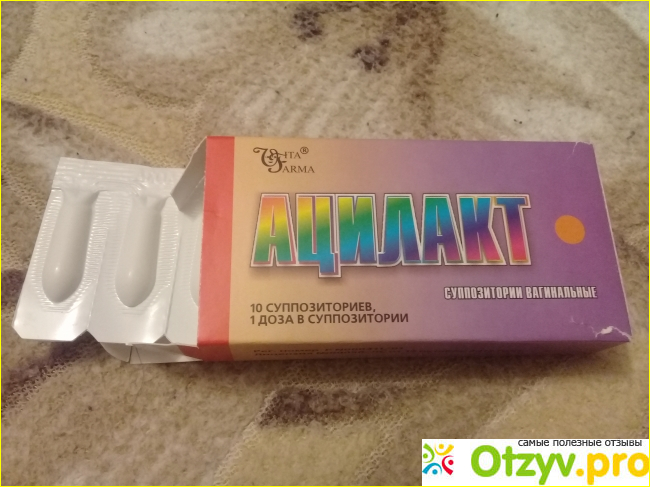 VITA®
FARMA
АЦИЛАКТ
СУППОЗИТОРИИ ВАГИНАЛЬНЫЕ
10 СУППОЗИТОРИЕВ,
1 ДОЗА В СУППОЗИТОРИИ
самые полезные отзывы
Otzyv.pro